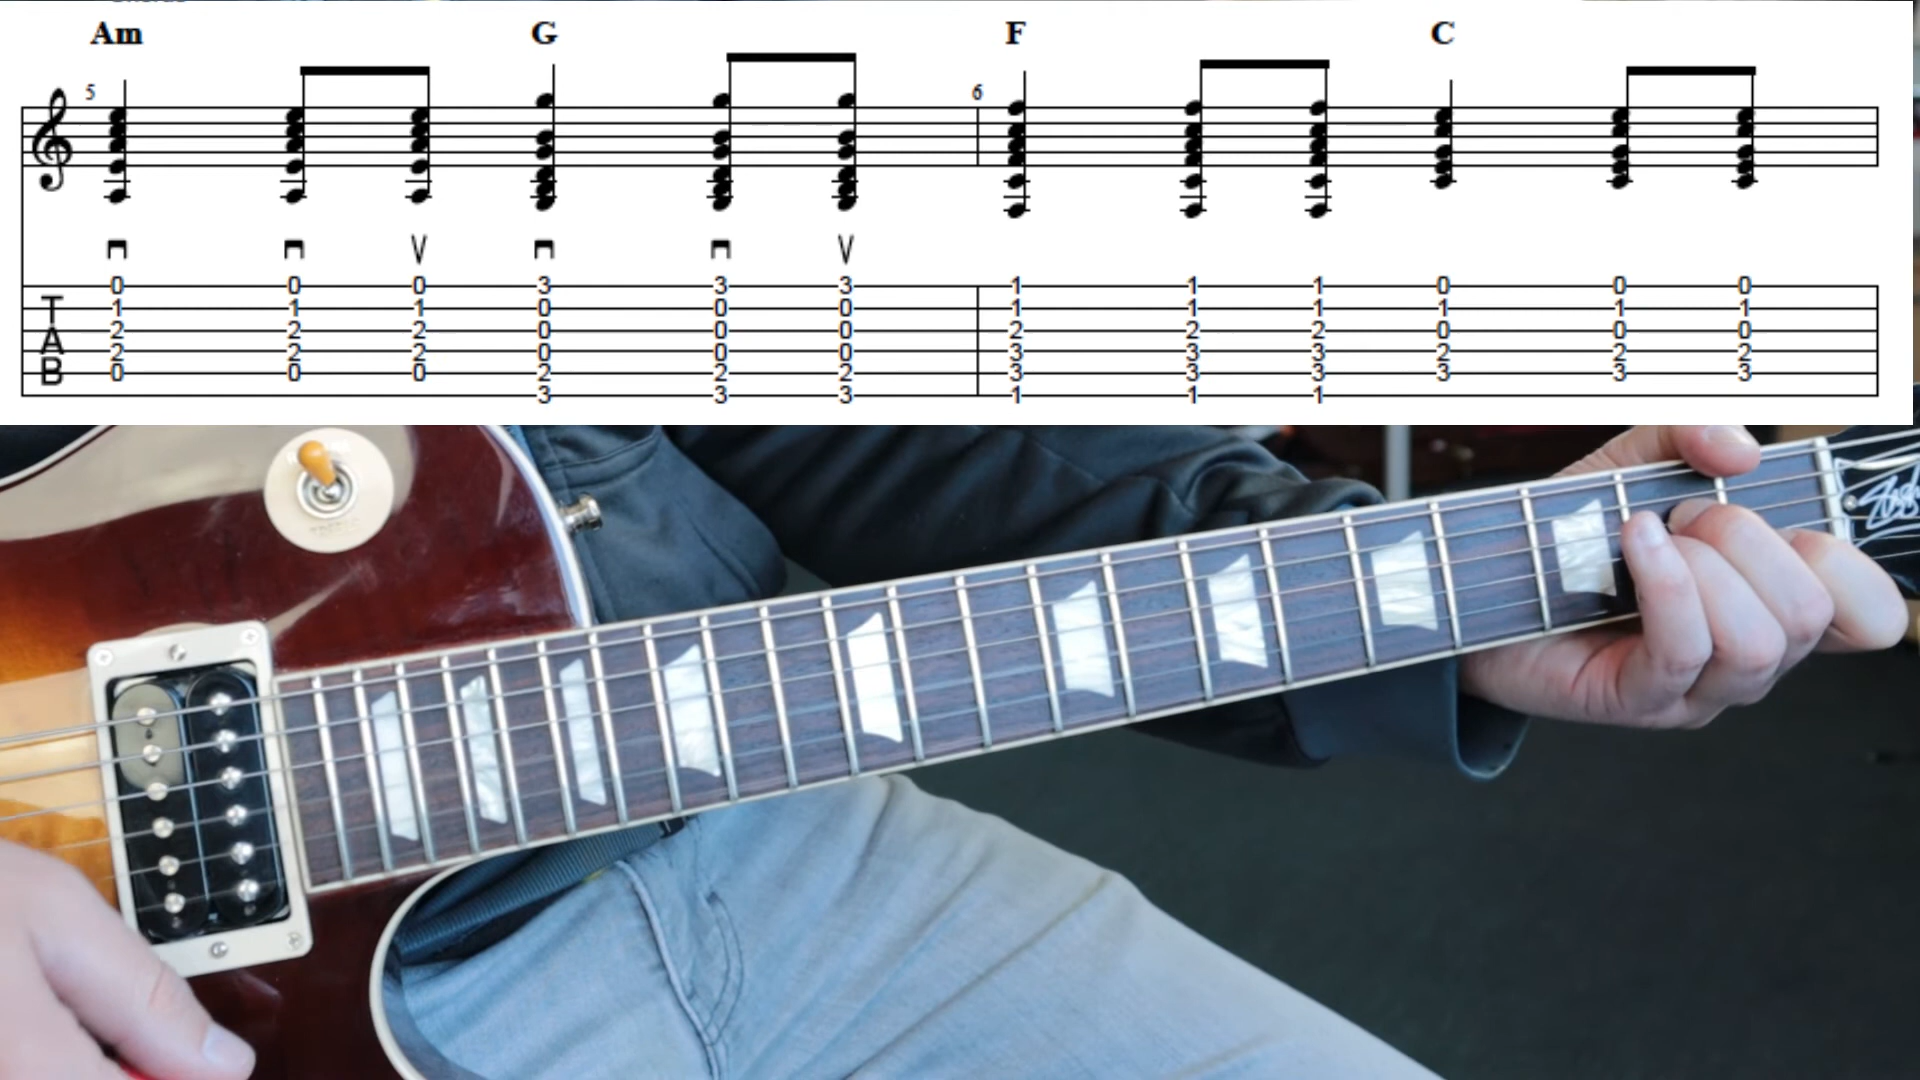 Am G F C
5 6
0 0 0 3 3 3 1 1 1 0 0 0
T 1 1 1 0 0 0 1 1 1 1 1 1
2 2 2 0 0 0 2 2 2 0 0 0
A 2 2 2 0 0 0 3 3 3 2 2 2
B 0 0 0 2 2 2 3 3 3 3 3 3
3 3 3 1 1 1